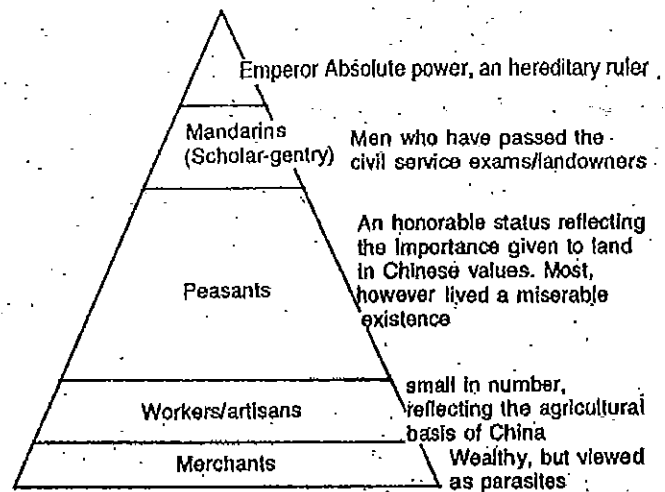 Emperor Absolute power, an hereditary ruler
Mandarins
(Scholar-gentry)
Men who have passed the
civil service exams/landowners
Peasants
An honorable status reflecting
the importance given to land
in Chinese values. Most,
however lived a miserable
existence
Workers/artisans
small in number,
reflecting the agricultural
basis of China
Merchants
Wealthy, but viewed
as parasites